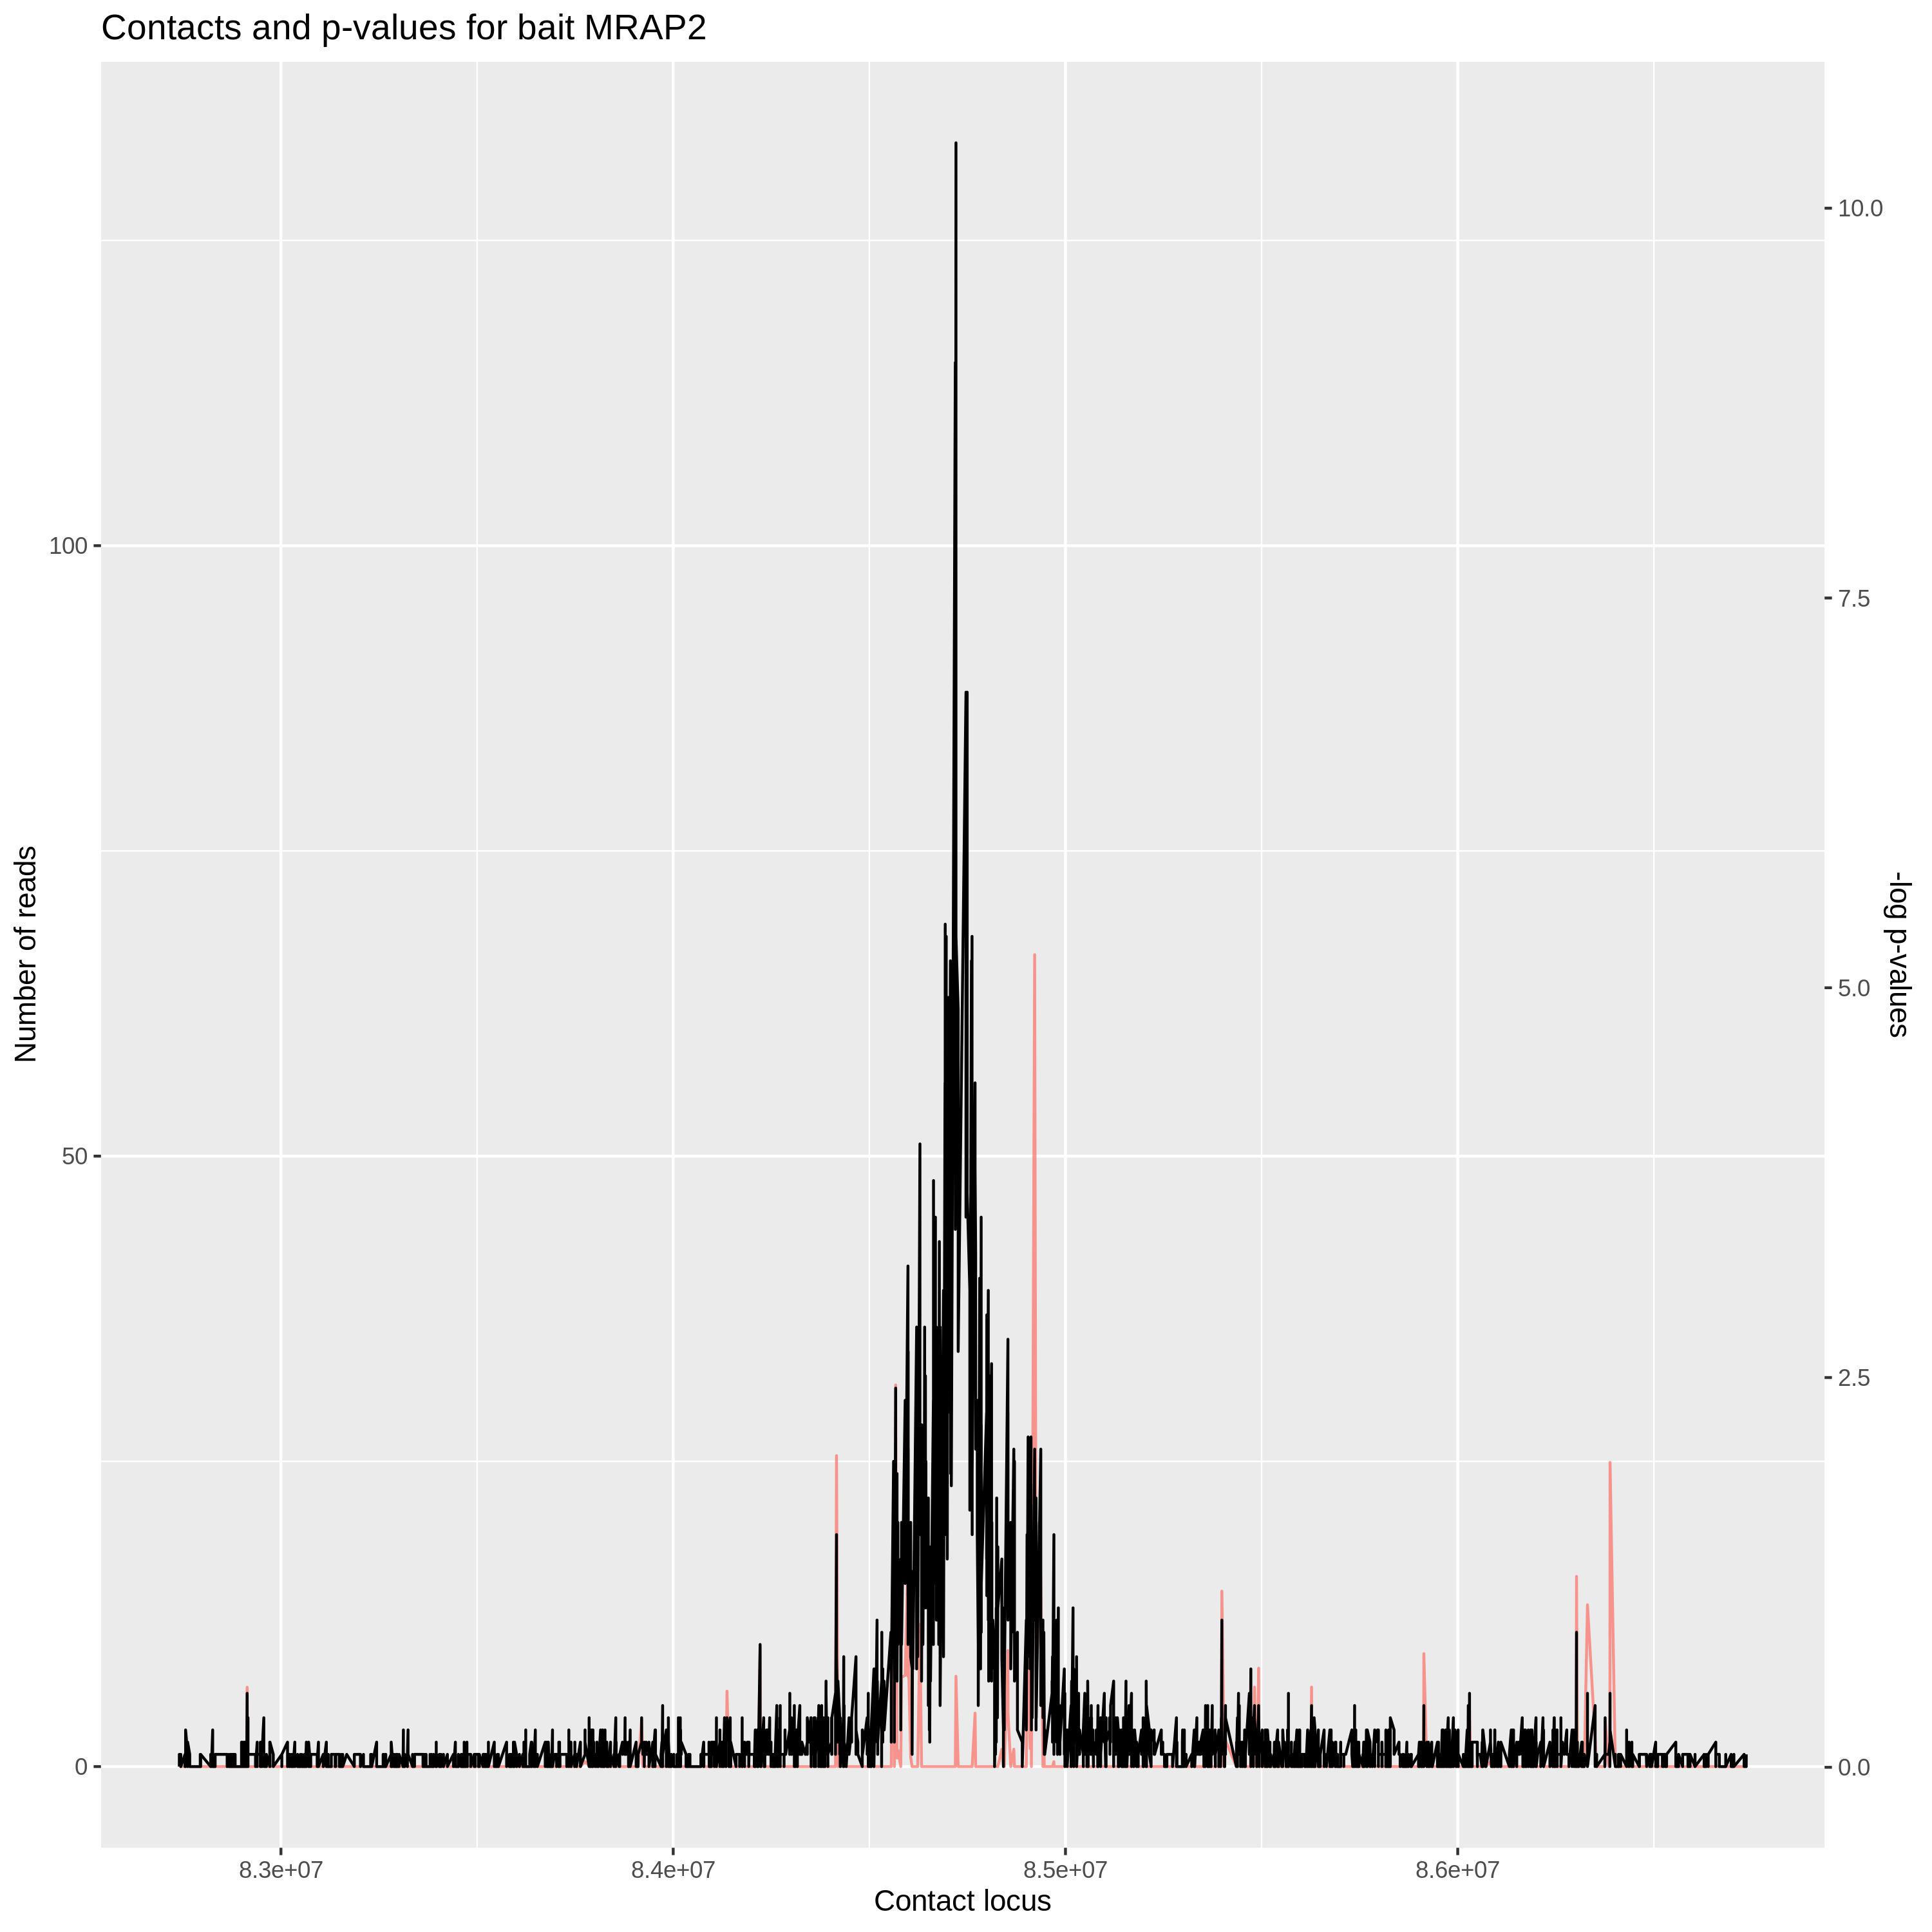 Contacts and p-values for bait MRAP2
10.0
100
7.5
Number of reads
-log p-values
5.0
50
2.5
0
0.0
8.3e+07 8.4e+07 8.5e+07 8.6e+07
Contact locus